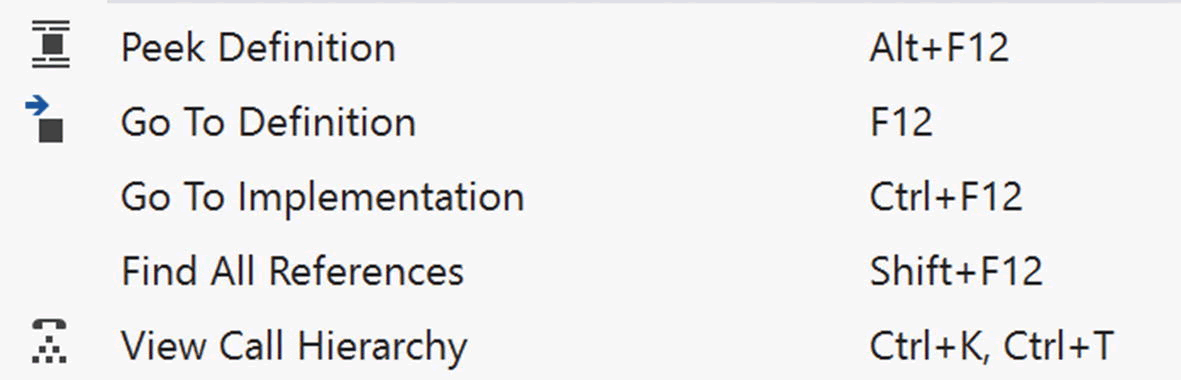 Peek Definition Alt+F12
Go To Definition F12
Go To Implementation Ctrl+F12
Find All References Shift+F12
View Call Hierarchy Ctrl+K, Ctrl+T